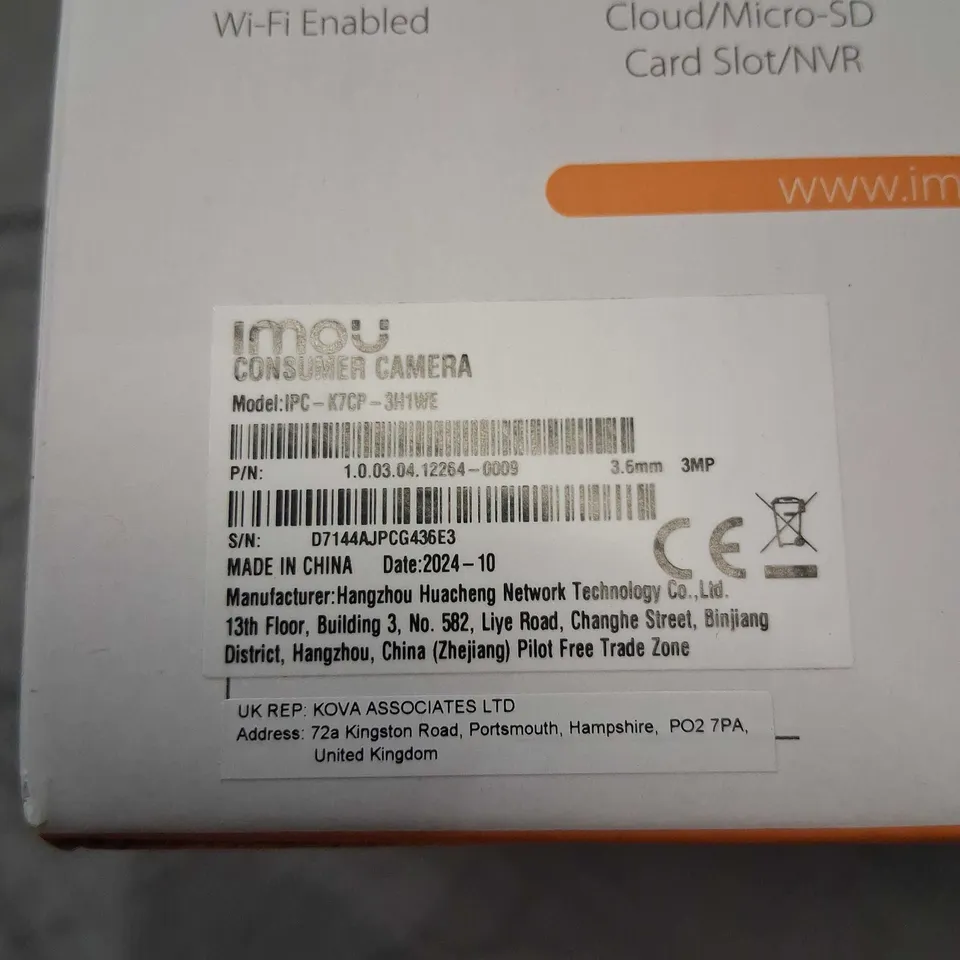 Wi-Fi Enabled
Cloud/Micro-SD
Card Slot/NVR
www.im
imou
CONSUMER CAMERA
Model:IPC-K7CP-3H1WE
P/N: 1.0.03.04.12264-0009 3.6mm 3MP
S/N: D7144AJPCG436E3
CE
MADE IN CHINA Date:2024-10
Manufacturer:Hangzhou Huacheng Network Technology Co.,Ltd.
13th Floor, Building 3, No. 582, Liye Road, Changhe Street, Binjiang
District, Hangzhou, China (Zhejiang) Pilot Free Trade Zone
UK REP: KOVA ASSOCIATES LTD
Address: 72a Kingston Road, Portsmouth, Hampshire, PO2 7PA,
United Kingdom